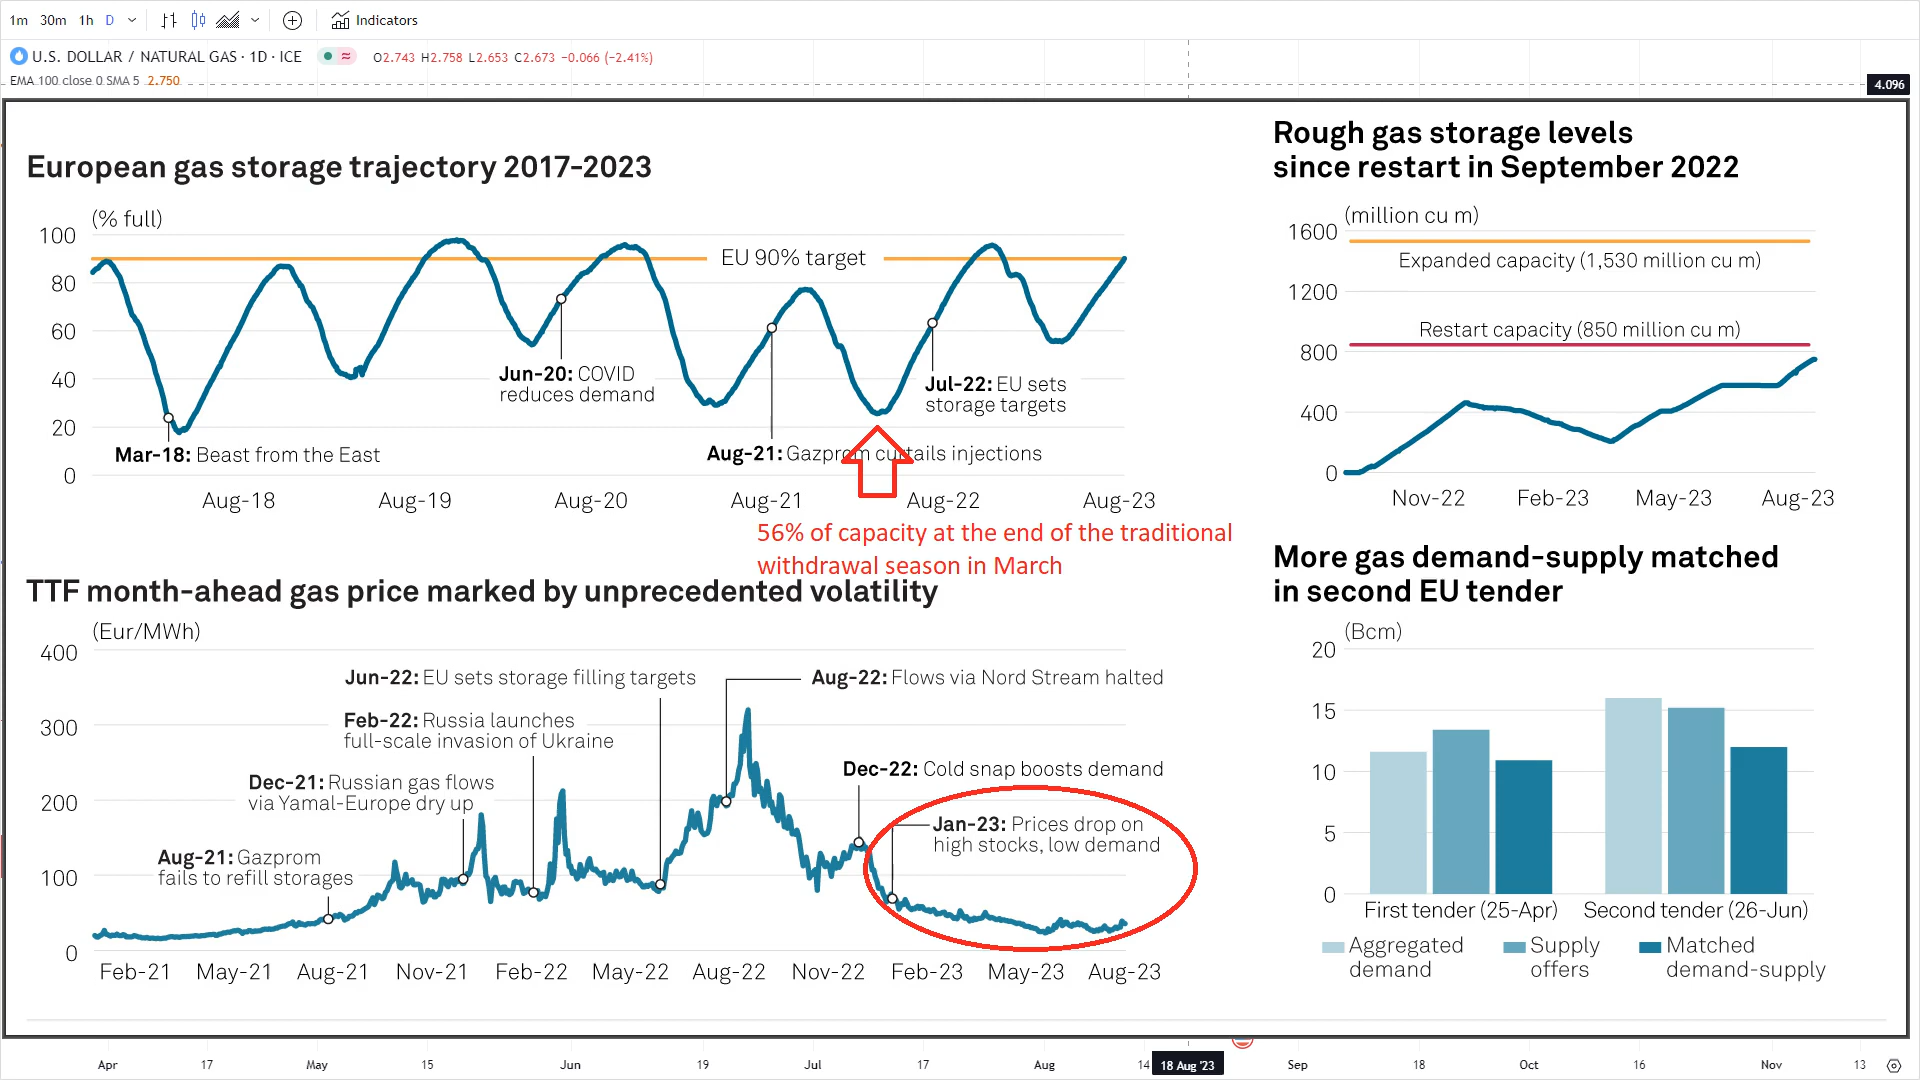 1m 30m 1h D Indicators
U.S. DOLLAR / NATURAL GAS · 1D · ICE O2.743 H2.758 L2.653 C2.673 −0.066 (−2.41%)
EMA 100 close 0 SMA 5 2.750
4.096
European gas storage trajectory 2017-2023
(% full)
100
80
60
40
20
0
EU 90% target
Mar-18: Beast from the East
Jun-20: COVID
reduces demand
Aug-21: Gazprom curtails injections
Jul-22: EU sets
storage targets
Aug-18 Aug-19 Aug-20 Aug-21 Aug-22 Aug-23
56% of capacity at the end of the traditional
withdrawal season in March
Rough gas storage levels
since restart in September 2022
(million cu m)
1600
1200
800
400
0
Expanded capacity (1,530 million cu m)
Restart capacity (850 million cu m)
Nov-22 Feb-23 May-23 Aug-23
TTF month-ahead gas price marked by unprecedented volatility
(Eur/MWh)
400
300
200
100
0
Jun-22: EU sets storage filling targets
Aug-22: Flows via Nord Stream halted
Feb-22: Russia launches
full-scale invasion of Ukraine
Dec-21: Russian gas flows
via Yamal-Europe dry up
Dec-22: Cold snap boosts demand
Jan-23: Prices drop on
high stocks, low demand
Aug-21: Gazprom
fails to refill storages
Feb-21 May-21 Aug-21 Nov-21 Feb-22 May-22 Aug-22 Nov-22 Feb-23 May-23 Aug-23
More gas demand-supply matched
in second EU tender
(Bcm)
20
15
10
5
0
First tender (25-Apr) Second tender (26-Jun)
Aggregated
demand
Supply
offers
Matched
demand-supply
Apr 17 May 15 Jun 19 Jul 17 Aug 14 18 Aug '23 Sep 18 Oct 16 Nov 13